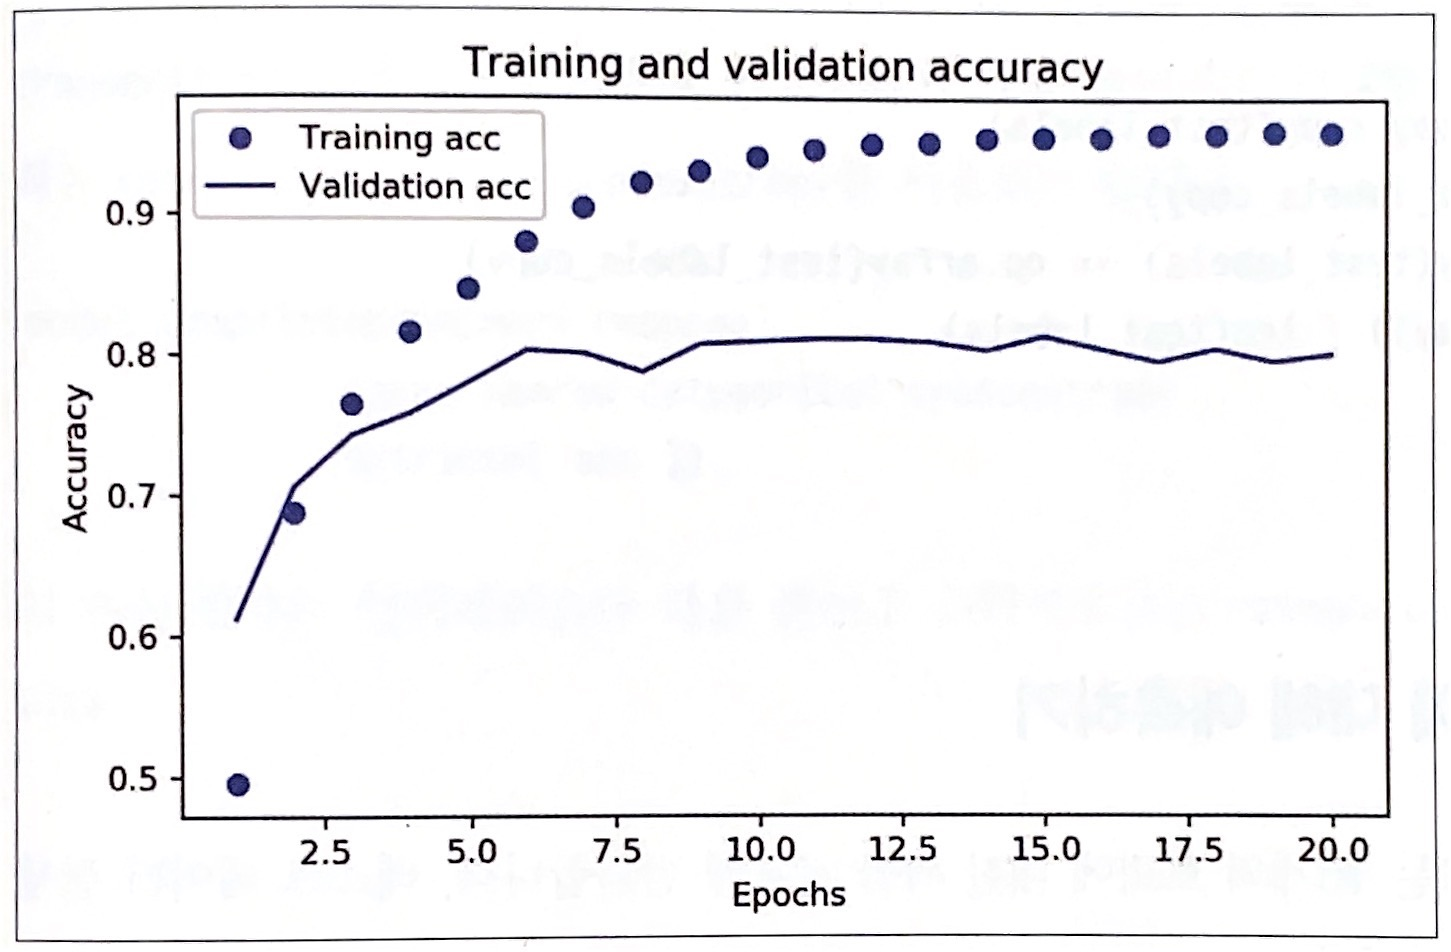 Training and validation accuracy
Training acc
Validation acc
0.9
0.8
0.7
0.6
0.5
Accuracy
2.5 5.0 7.5 10.0 12.5 15.0 17.5 20.0
Epochs